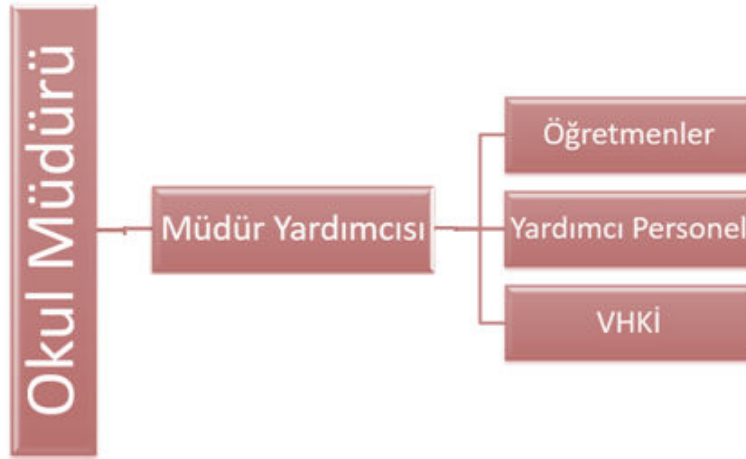 Okul Müdürü
Müdür Yardımcısı
Öğretmenler
Yardımcı Personel
VHKİ